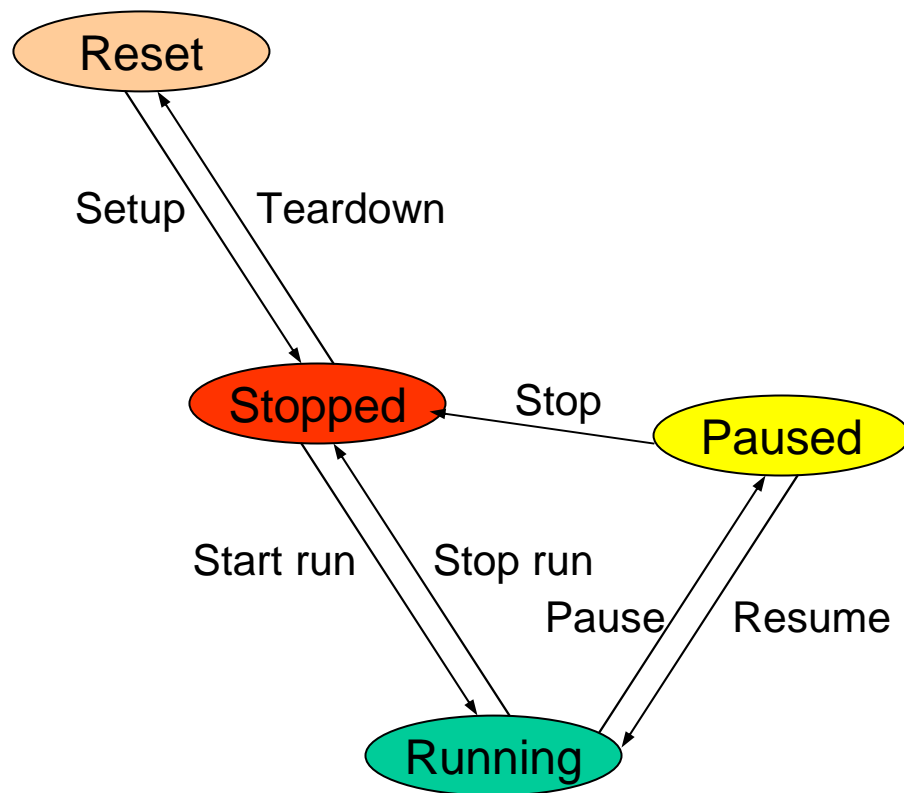 Reset
Setup
Teardown
Stopped
Stop
Paused
Start run
Stop run
Pause
Resume
Running